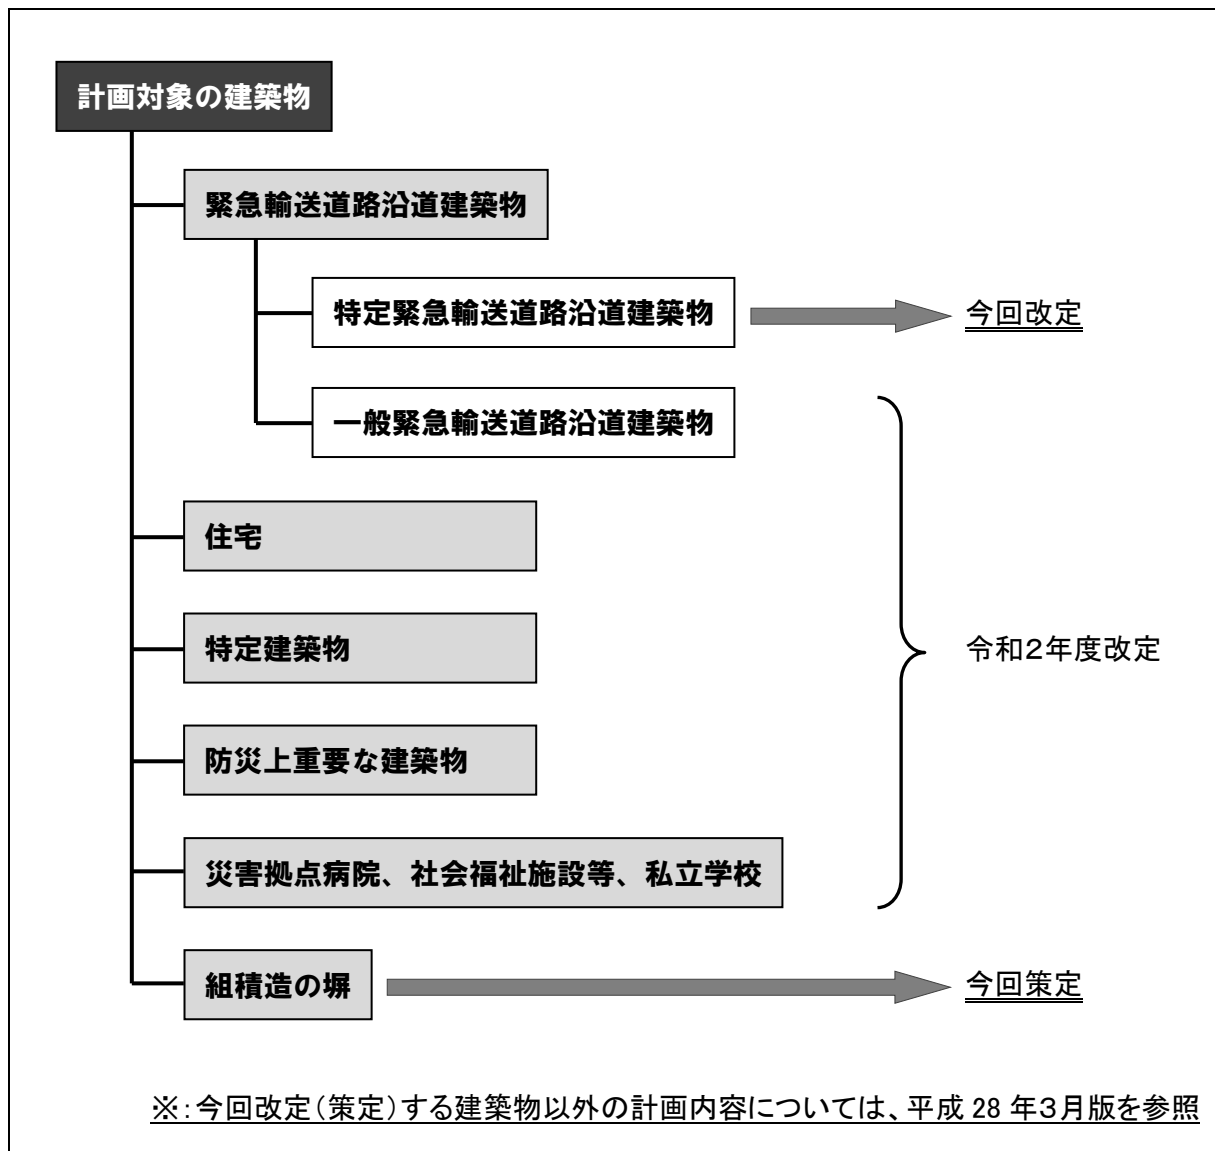 計画対象の建築物
緊急輸送道路沿道建築物
特定緊急輸送道路沿道建築物
今回改定
一般緊急輸送道路沿道建築物
住宅
特定建築物
令和2年度改定
防災上重要な建築物
災害拠点病院、社会福祉施設等、私立学校
組積造の塀
今回策定
※:今回改定(策定)する建築物以外の計画内容については、平成 28 年3月版を参照